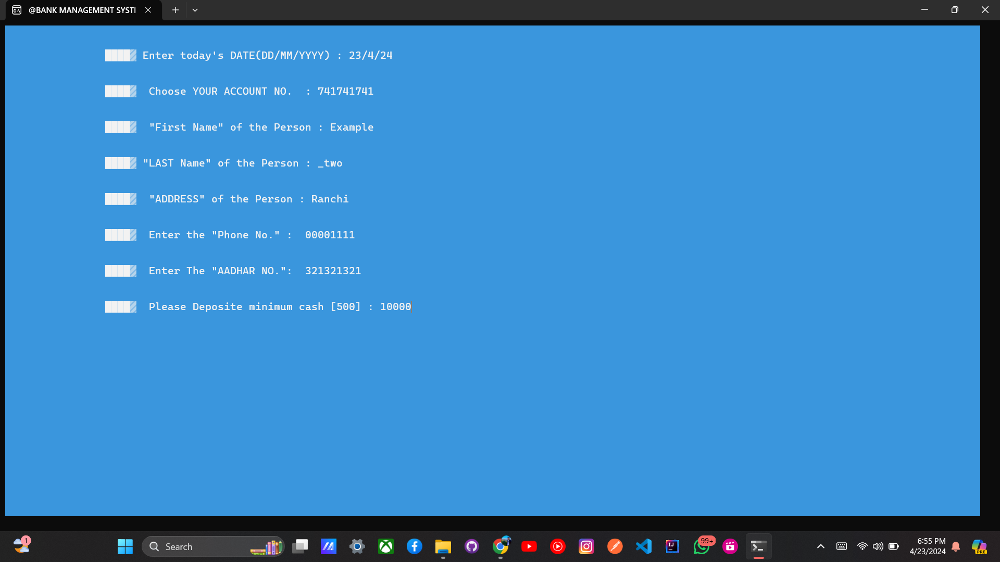 @BANK MANAGEMENT SYSTI
Enter today's DATE(DD/MM/YYYY) : 23/4/24
Choose YOUR ACCOUNT NO.  : 741741741
"First Name" of the Person : Example
"LAST Name" of the Person : _two
"ADDRESS" of the Person : Ranchi
Enter the "Phone No." :  00001111
Enter The "AADHAR NO.":  321321321
Please Deposite minimum cash [500] : 10000
1
Search
99+
6:55 PM
4/23/2024
PRE